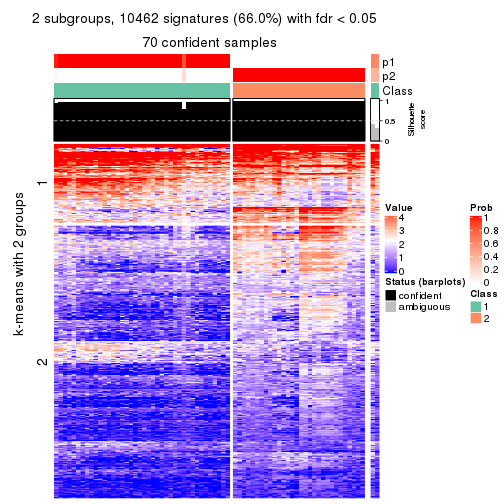 2 subgroups, 10462 signatures (66.0%) with fdr < 0.05
70 confident samples
p1
p2
Class
1
0.5
0
Silhouette
score
k-means with 2 groups
1
2
Value
4
3
2
1
0
Status (barplots)
confident
ambiguous
Prob
1
0.8
0.6
0.4
0.2
0
Class
1
2